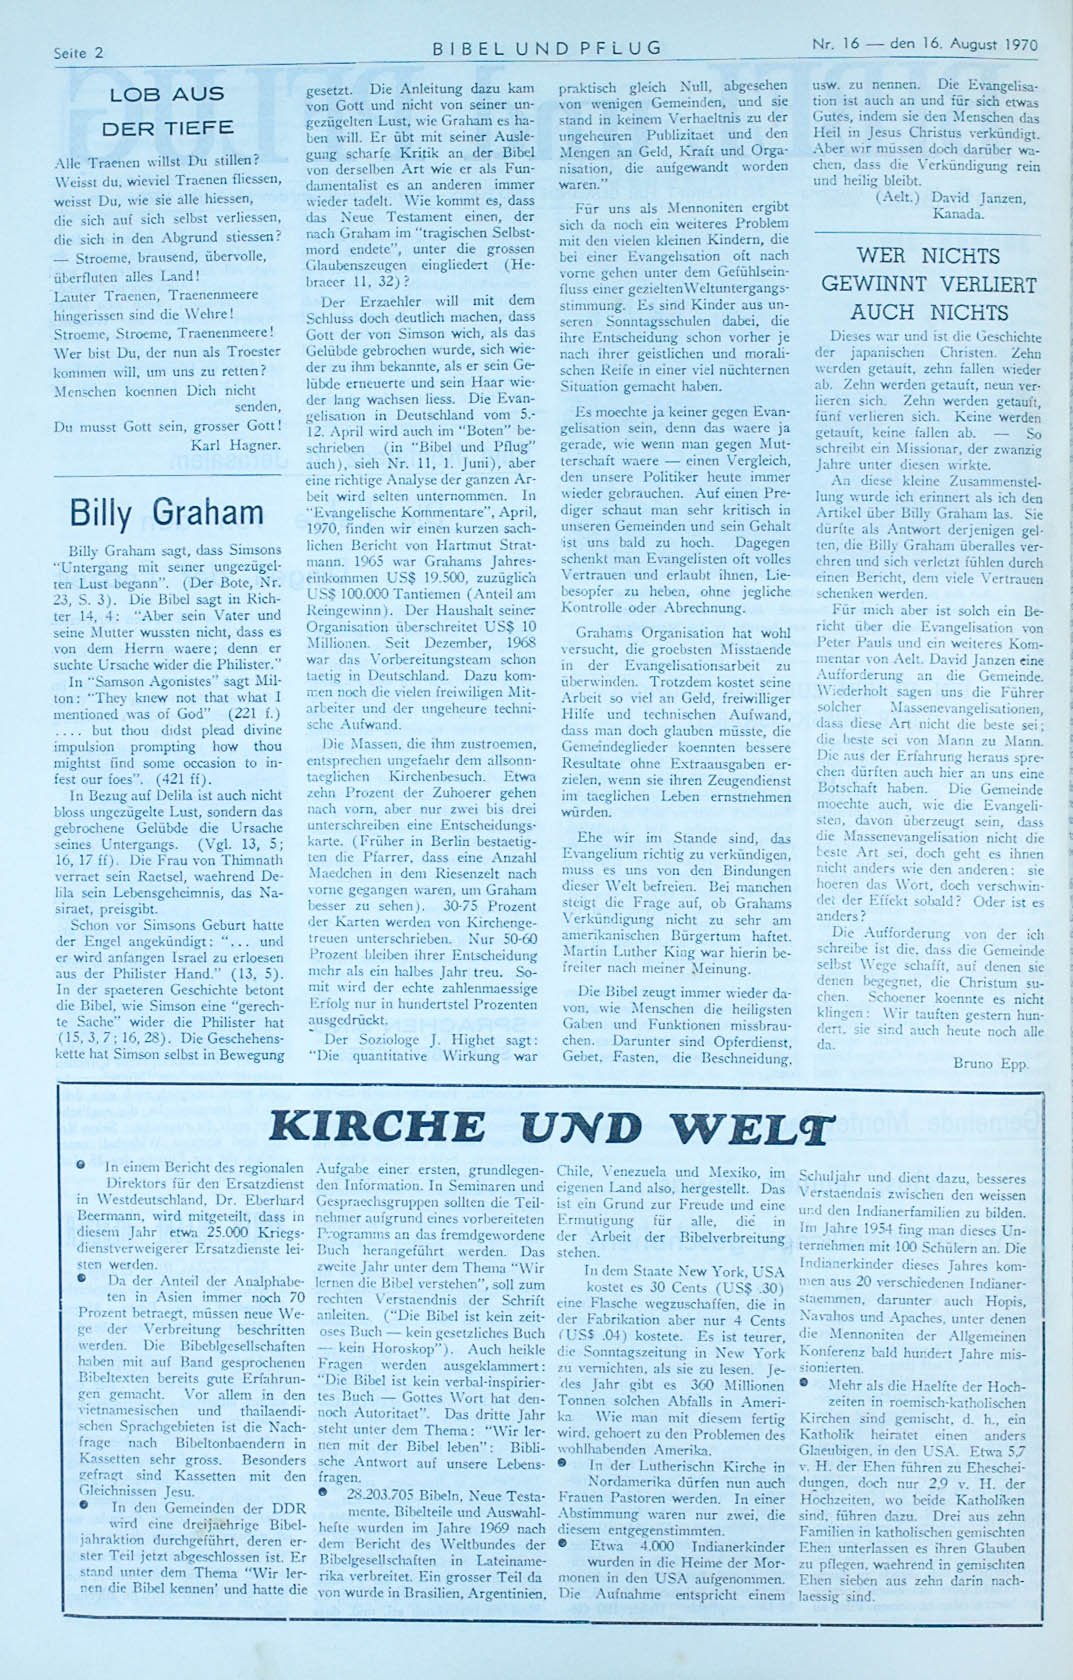 Seite 2
BIBEL UND PFLUG
Nr. 16 — den 16. August 1970
LOB AUS
DER TIEFE
Alle Traenen willst Du stillen?
Weisst du, wieviel Traenen fliessen,
weisst Du, wie sie alle hiessen,
die sich auf sich selbst verliessen,
die sich in den Abgrund stiessen?
— Stroeme, brausend, übervolle,
überfluten alles Land!
Lauter Traenen, Traenenmeere
hingerissen sind die Wehre!
Stroeme, Stroeme, Traenenmeere!
Wer bist Du, der nun als Troester
kommen will, um uns zu retten?
Menschen koennen Dich nicht
senden,
Du musst Gott sein, grosser Gott!
Karl Hagner.
Billy Graham
Billy Graham sagt, dass Simsons
"Untergang mit seiner ungezügel-
ten Lust begann". (Der Bote, Nr.
23, S. 3). Die Bibel sagt in Rich-
ter 14, 4: "Aber sein Vater und
seine Mutter wussten nicht, dass es
von dem Herrn waere; denn er
suchte Ursache wider die Philister."
In "Samson Agonistes" sagt Mil-
ton: "They knew not that what I
mentioned was of God" (221 f.)
.... but thou didst plead divine
impulsion prompting how thou
mightst find some occasion to in-
fest our foes". (421 ff).
In Bezug auf Delila ist auch nicht
bloss ungezügelte Lust, sondern das
gebrochene Gelübde die Ursache
seines Untergangs. (Vgl. 13, 5;
16, 17 ff). Die Frau von Thimnath
verraet sein Raetsel, waehrend De-
lila sein Lebensgeheimnis, das Na-
siraet, preisgibt.
Schon vor Simsons Geburt hatte
der Engel angekündigt: "... und
er wird anfangen Israel zu erloesen
aus der Philister Hand." (13, 5).
In der spaeteren Geschichte betont
die Bibel, wie Simson eine "gerech-
te Sache" wider die Philister hat
(15, 3, 7; 16, 28). Die Geschehens-
kette hat Simson selbst in Bewegung
gesetzt. Die Anleitung dazu kam
von Gott und nicht von seiner un-
gezügelten Lust, wie Graham es ha-
ben will. Er übt mit seiner Ausle-
gung scharfe Kritik an der Bibel
von derselben Art wie er als Fun-
damentalist es an anderen immer
wieder tadelt. Wie kommt es, dass
das Neue Testament einen, der
nach Graham im "tragischen Selbst-
mord endete", unter die grossen
Glaubenszeugen eingliedert (He-
braeer 11, 32)?
Der Erzaehler will mit dem
Schluss doch deutlich machen, dass
Gott der von Simson wich, als das
Gelübde gebrochen wurde, sich wie-
der zu ihm bekannte, als er sein Ge-
lübde erneuerte und sein Haar wie-
der lang wachsen liess. Die Evan-
gelisation in Deutschland vom 5.-
12. April wird auch im "Boten" be-
schrieben (in "Bibel und Pflug"
auch), sieh Nr. 11, 1. Juni), aber
eine richtige Analyse der ganzen Ar-
beit wird selten unternommen. In
"Evangelische Kommentare", April,
1970, finden wir einen kurzen sach-
lichen Bericht von Hartmut Strat-
mann. 1965 war Grahams Jahres-
einkommen US$ 19.500, zuzüglich
US$ 100.000 Tantiemen (Anteil am
Reingewinn). Der Haushalt seiner
Organisation überschreitet US$ 10
Millionen. Seit Dezember, 1968
war das Vorbereitungsteam schon
taetig in Deutschland. Dazu kom-
men noch die vielen freiwiligen Mit-
arbeiter und der ungeheure techni-
sche Aufwand.
Die Massen, die ihm zustroemen,
entsprechen ungefaehr dem allsonn-
taeglichen Kirchenbesuch. Etwa
zehn Prozent der Zuhoerer gehen
nach vorn, aber nur zwei bis drei
unterschreiben eine Entscheidungs-
karte. (Früher in Berlin bestaetig-
ten die Pfarrer, dass eine Anzahl
Maedchen in dem Riesenzelt nach
vorne gegangen waren, um Graham
besser zu sehen). 30-75 Prozent
der Karten werden von Kirchenge-
treuen unterschrieben. Nur 50-60
Prozent bleiben ihrer Entscheidung
mehr als ein halbes Jahr treu. So-
mit wird der echte zahlenmaessige
Erfolg nur in hundertstel Prozenten
ausgedrückt.
Der Soziologe J. Highet sagt:
"Die quantitative Wirkung war
praktisch gleich Null, abgesehen
von wenigen Gemeinden, und sie
stand in keinem Verhaeltnis zu der
ungeheuren Publizitaet und den
Mengen an Geld, Kraft und Orga-
nisation, die aufgewandt worden
waren."
Für uns als Mennoniten ergibt
sich da noch ein weiteres Problem
mit den vielen kleinen Kindern, die
bei einer Evangelisation oft nach
vorne gehen unter dem Gefühlsein-
fluss einer gezieltenWeltuntergangs-
stimmung. Es sind Kinder aus un-
seren Sonntagsschulen dabei, die
ihre Entscheidung schon vorher je
nach ihrer geistlichen und morali-
schen Reife in einer viel nüchternen
Situation gemacht haben.
Es moechte ja keiner gegen Evan-
gelisation sein, denn das waere ja
gerade, wie wenn man gegen Mut-
terschaft waere — einen Vergleich,
den unsere Politiker heute immer
wieder gebrauchen. Auf einen Pre-
diger schaut man sehr kritisch in
unseren Gemeinden und sein Gehalt
ist uns bald zu hoch. Dagegen
schenkt man Evangelisten oft volles
Vertrauen und erlaubt ihnen, Lie-
besopfer zu heben, ohne jegliche
Kontrolle oder Abrechnung.
Grahams Organisation hat wohl
versucht, die groebsten Misstaende
in der Evangelisationsarbeit zu
überwinden. Trotzdem kostet seine
Arbeit so viel an Geld, freiwilliger
Hilfe und technischen Aufwand,
dass man doch glauben müsste, die
Gemeindeglieder koennten bessere
Resultate ohne Extraausgaben er-
zielen, wenn sie ihren Zeugendienst
im taeglichen Leben ernstnehmen
würden.
Ehe wir im Stande sind, das
Evangelium richtig zu verkündigen,
muss es uns von den Bindungen
dieser Welt befreien. Bei manchen
steigt die Frage auf, ob Grahams
Verkündigung nicht zu sehr am
amerikanischen Bürgertum haftet.
Martin Luther King war hierin be-
freiter nach meiner Meinung.
Die Bibel zeugt immer wieder da-
von, wie Menschen die heiligsten
Gaben und Funktionen missbrau-
chen. Darunter sind Opferdienst,
Gebet, Fasten, die Beschneidung,
usw. zu nennen. Die Evangelisa-
tion ist auch an und für sich etwas
Gutes, indem sie den Menschen das
Heil in Jesus Christus verkündigt.
Aber wir müssen doch darüber wa-
chen, dass die Verkündigung rein
und heilig bleibt.
(Aelt.) David Janzen,
Kanada.
WER NICHTS
GEWINNT VERLIERT
AUCH NICHTS
Dieses war und ist die Geschichte
der japanischen Christen. Zehn
werden getauft, zehn fallen wieder
ab. Zehn werden getauft, neun ver-
lieren sich. Zehn werden getauft,
fünf verlieren sich. Keine werden
getauft, keine fallen ab. — So
schreibt ein Missionar, der zwanzig
Jahre unter diesen wirkte.
An diese kleine Zusammenstel-
lung wurde ich erinnert als ich den
Artikel über Billy Graham las. Sie
dürfte als Antwort derjenigen gel-
ten, die Billy Graham überalles ver-
ehren und sich verletzt fühlen durch
einen Bericht, dem viele Vertrauen
schenken werden.
Für mich aber ist solch ein Be-
richt über die Evangelisation von
Peter Pauls und ein weiteres Kom-
mentar von Aelt. David Janzen eine
Aufforderung an die Gemeinde.
Wiederholt sagen uns die Führer
solcher Massenevangelisationen,
dass diese Art nicht die beste sei;
die beste sei von Mann zu Mann.
Die aus der Erfahrung heraus spre-
chen dürften auch hier an uns eine
Botschaft haben. Die Gemeinde
moechte auch, wie die Evangeli-
sten, davon überzeugt sein, dass
die Massenevangelisation nicht die
beste Art sei, doch geht es ihnen
nicht anders wie den anderen: sie
hoeren das Wort, doch verschwin-
det der Effekt sobald? Oder ist es
anders?
Die Aufforderung von der ich
schreibe ist die, dass die Gemeinde
selbst Wege schafft, auf denen sie
denen begegnet, die Christum su-
chen. Schoener koennte es nicht
klingen: Wir tauften gestern hun-
dert, sie sind auch heute noch alle
da.
Bruno Epp.
KIRCHE UND WELT
In einem Bericht des regionalen
Direktors für den Ersatzdienst
in Westdeutschland, Dr. Eberhard
Beermann, wird mitgeteilt, dass in
diesem Jahr etwa 25.000 Kriegs-
dienstverweigerer Ersatzdienste lei-
sten werden.
Da der Anteil der Analphabe-
ten in Asien immer noch 70
Prozent betraegt, müssen neue We-
ge der Verbreitung beschritten
werden. Die Bibeblgesellschaften
haben mit auf Band gesprochenen
Bibeltexten bereits gute Erfahrun-
gen gemacht. Vor allem in den
vietnamesischen und thailaendi-
schen Sprachgebieten ist die Nach-
frage nach Bibeltonbaendern in
Kassetten sehr gross. Besonders
gefragt sind Kassetten mit den
Gleichnissen Jesu.
In den Gemeinden der DDR
wird eine dreijaehrige Bibel-
jahraktion durchgeführt, deren er-
ster Teil jetzt abgeschlossen ist. Er
stand unter dem Thema "Wir ler-
nen die Bibel kennen' und hatte die
Aufgabe einer ersten, grundlegen-
den Information. In Seminaren und
Gespraechsgruppen sollten die Teil-
nehmer aufgrund eines vorbereiteten
Programms an das fremdgewordene
Buch herangeführt werden. Das
zweite Jahr unter dem Thema "Wir
lernen die Bibel verstehen", soll zum
rechten Verstaendnis der Schrift
anleiten. ("Die Bibel ist kein zeit-
oses Buch — kein gesetzliches Buch
— kein Horoskop"). Auch heikle
Fragen werden ausgeklammert:
"Die Bibel ist kein verbal-inspirier-
tes Buch — Gottes Wort hat den-
noch Autoritaet". Das dritte Jahr
steht unter dem Thema: "Wir ler-
nen mit der Bibel leben": Bibli-
sche Antwort auf unsere Lebens-
fragen.
28.203.705 Bibeln, Neue Testa-
mente, Bibelteile und Auswahl-
hefte wurden im Jahre 1969 nach
dem Bericht des Weltbundes der
Bibelgesellschaften in Lateiname-
rika verbreitet. Ein grosser Teil da
von wurde in Brasilien, Argentinien,
Chile, Venezuela und Mexiko, im
eigenen Land also, hergestellt. Das
ist ein Grund zur Freude und eine
Ermutigung für alle, die in
der Arbeit der Bibelverbreitung
stehen.
In dem Staate New York, USA
kostet es 30 Cents (US$ .30)
eine Flasche wegzuschaffen, die in
der Fabrikation aber nur 4 Cents
(US$ .04) kostete. Es ist teurer,
die Sonntagszeitung in New York
zu vernichten, als sie zu lesen. Je-
des Jahr gibt es 360 Millionen
Tonnen solchen Abfalls in Ameri-
ka Wie man mit diesem fertig
wird, gehoert zu den Problemen des
wohlhabenden Amerika.
In der Lutherischn Kirche in
Nordamerika dürfen nun auch
Frauen Pastoren werden. In einer
Abstimmung waren nur zwei, die
diesem entgegenstimmten.
Etwa 4.000 Indianerkinder
wurden in die Heime der Mor-
monen in den USA aufgenommen.
Die Aufnahme entspricht einem
Schuljahr und dient dazu, besseres
Verstaendnis zwischen den weissen
und den Indianerfamilien zu bilden.
Im Jahre 1954 fing man dieses Un-
ternehmen mit 100 Schülern an. Die
Indianerkinder dieses Jahres kom-
men aus 20 verschiedenen Indianer-
staemmen, darunter auch Hopis,
Navahos und Apaches, unter denen
die Mennoniten der Allgemeinen
Konferenz bald hundert Jahre mis-
sionierten.
Mehr als die Haelfte der Hoch-
zeiten in roemisch-katholischen
Kirchen sind gemischt, d. h., ein
Katholik heiratet einen anders
Glaeubigen, in den USA. Etwa 5,7
v. H. der Ehen führen zu Eheschei-
dungen, doch nur 2,9 v. H. der
Hochzeiten, wo beide Katholiken
sind, führen dazu. Drei aus zehn
Familien in katholischen gemischten
Ehen unterlassen es ihren Glauben
zu pflegen, waehrend in gemischten
Ehen sieben aus zehn darin nach-
laessig sind.